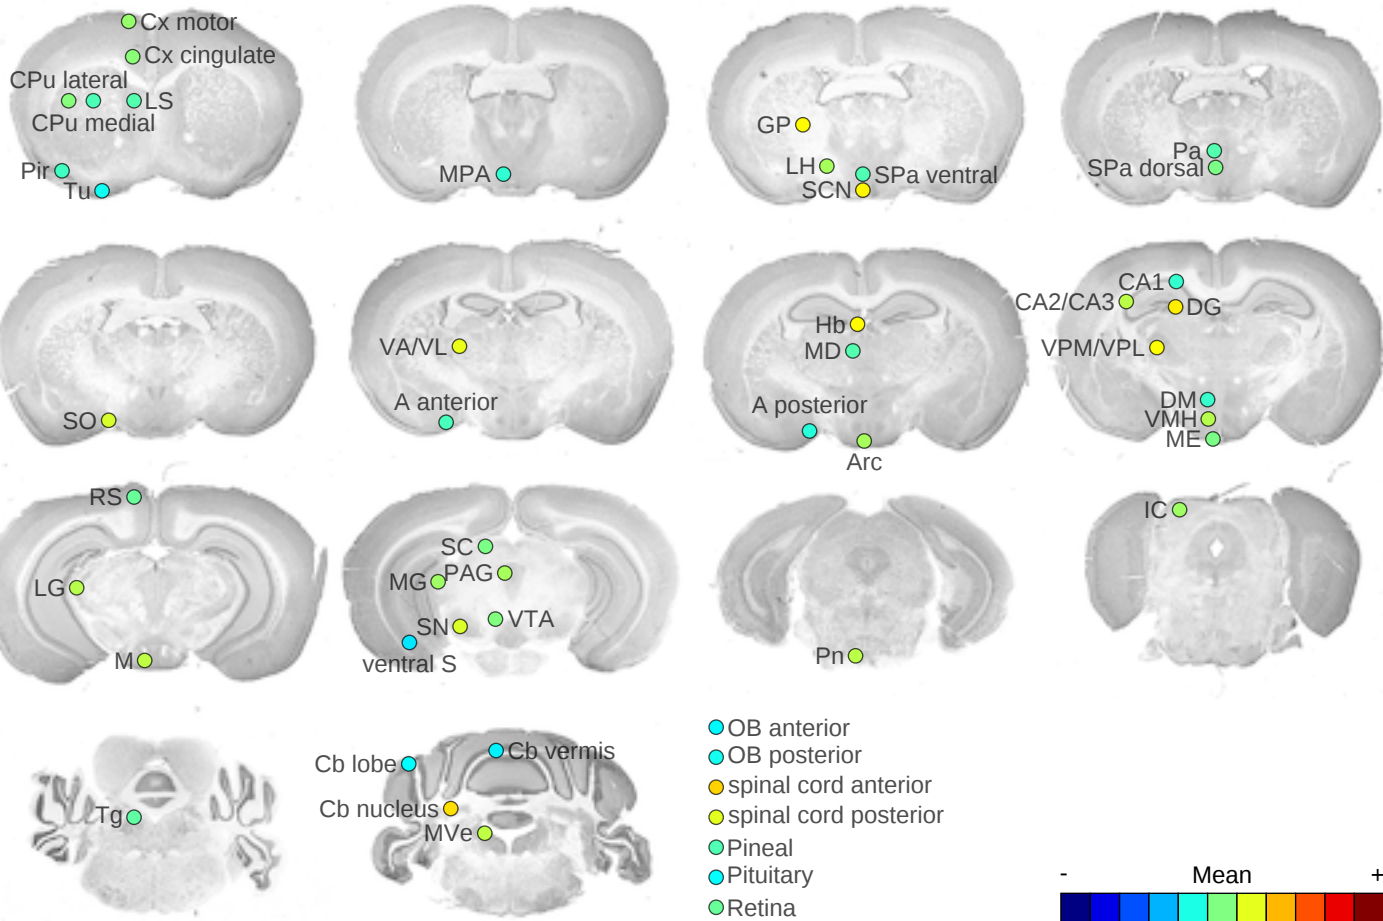 Cx motor
Cx cingulate
CPu lateral
LS
CPu medial
Pir
Tu
MPA
GP
LH
SPa ventral
SCN
Pa
SPa dorsal
SO
VA/VL
A anterior
Hb
MD
A posterior
Arc
CA1
CA2/CA3
DG
VPM/VPL
DM
VMH
ME
RS
LG
M
SC
MG
PAG
SN
VTA
ventral S
Pn
IC
Tg
Cb lobe
Cb vermis
Cb nucleus
MVe
OB anterior
OB posterior
spinal cord anterior
spinal cord posterior
Pineal
Pituitary
Retina
- Mean +